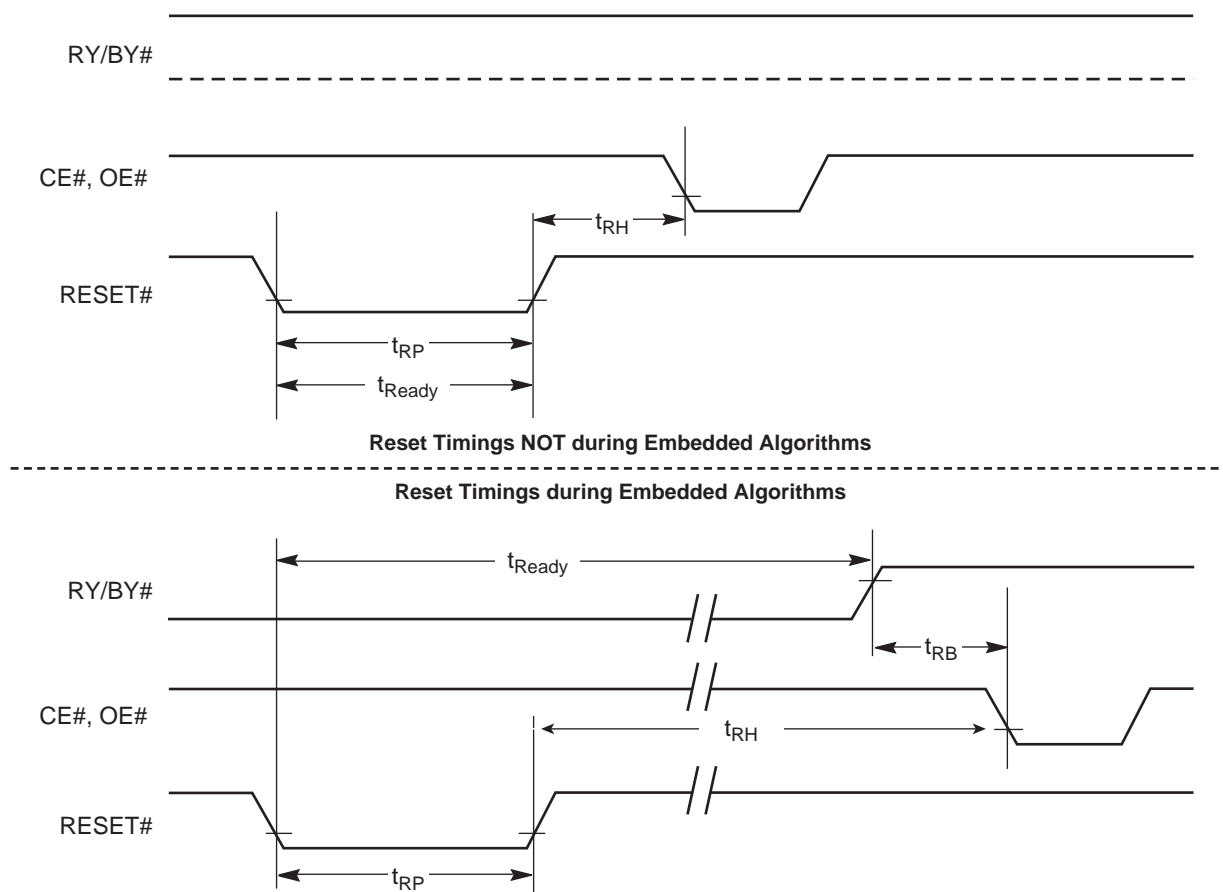 RY/BY#
CE#, OE#
tRH
RESET#
tRP
tReady
Reset Timings NOT during Embedded Algorithms
Reset Timings during Embedded Algorithms
tReady
RY/BY#
tRB
CE#, OE#
tRH
RESET#
tRP